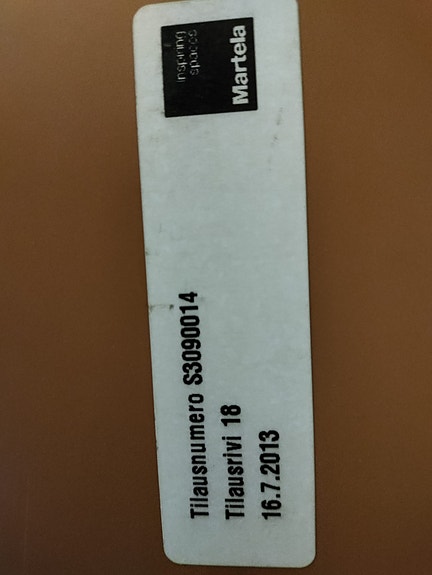 Tilausnumero S3090014
Tilausrivi 18
16.7.2013
inspiring
spaces
Martela